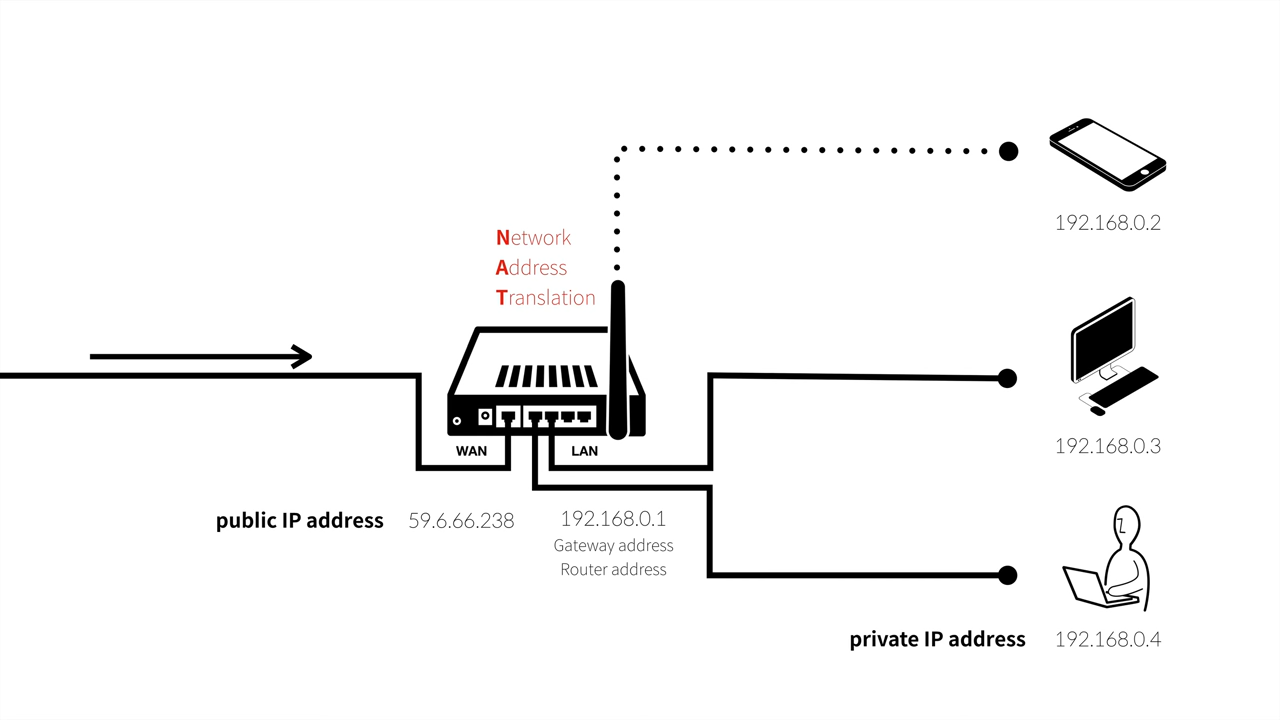 192.168.0.2
Network
Address
Translation
192.168.0.3
WAN
LAN
public IP address
59.6.66.238
192.168.0.1
Gateway address
Router address
private IP address
192.168.0.4